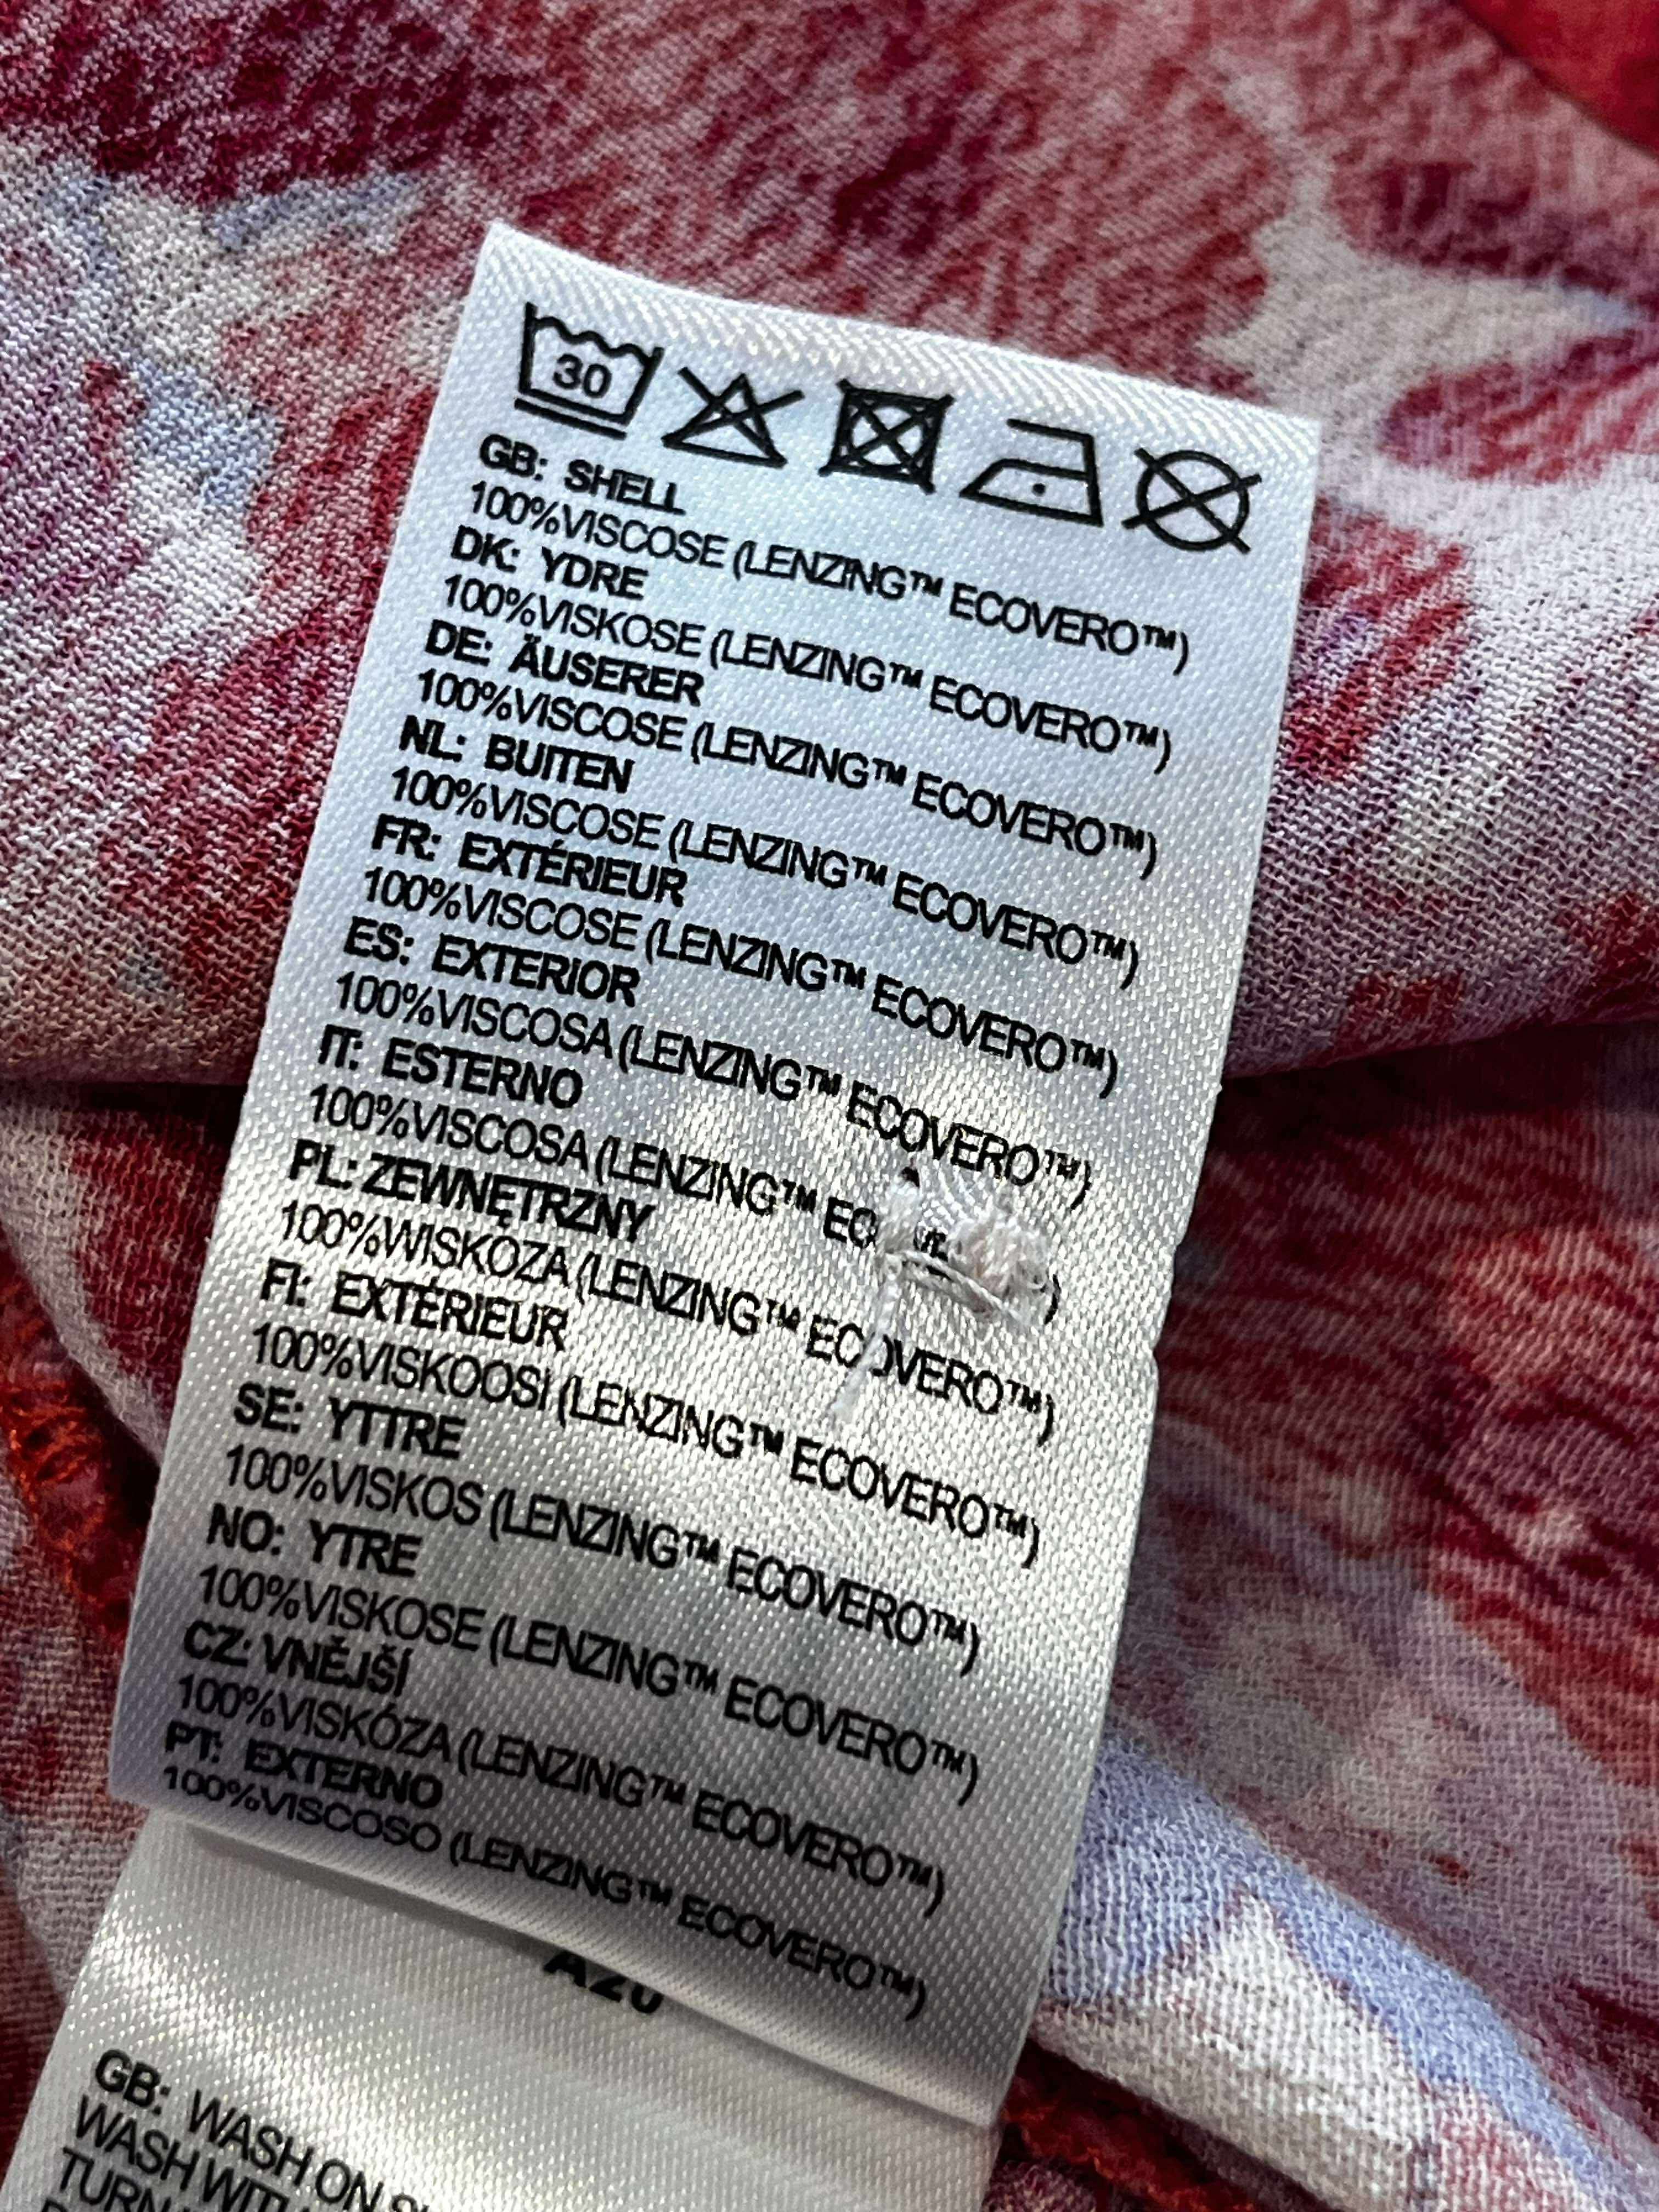 30
GB: SHELL
100%VISCOSE (LENZING™ ECOVERO™)
DK: YDRE
100%VISKOSE (LENZING™ ECOVERO™)
DE: ÄUSERER
100%VISCOSE (LENZING™ ECOVERO™)
NL: BUITEN
100%VISCOSE (LENZING™ ECOVERO™)
FR: EXTÉRIEUR
100%VISCOSE (LENZING™ ECOVERO™)
ES: EXTERIOR
100%VISCOSA (LENZING™ ECOVERO™)
IT: ESTERNO
100%VISCOSA (LENZING™
PL: ZEWNĘTRZNY
100%WISKOZA (LENZING™ ECOVERO™)
FI: EXTÉRIEUR
100%VISKOOSI (LENZING™ ECOVERO™)
SE: YTTRE
100%VISKOS (LENZING™ ECOVERO™)
NO: YTRE
100%VISKOSE (LENZING™ ECOVERO™)
CZ: VNĚJŠÍ
100%VISKÓZA (LENZING™ ECOVERO™)
PT: EXTERNO
100%VISCOSO (LENZING™ ECOVERO™)
GB: WASH ON
WASH WITH